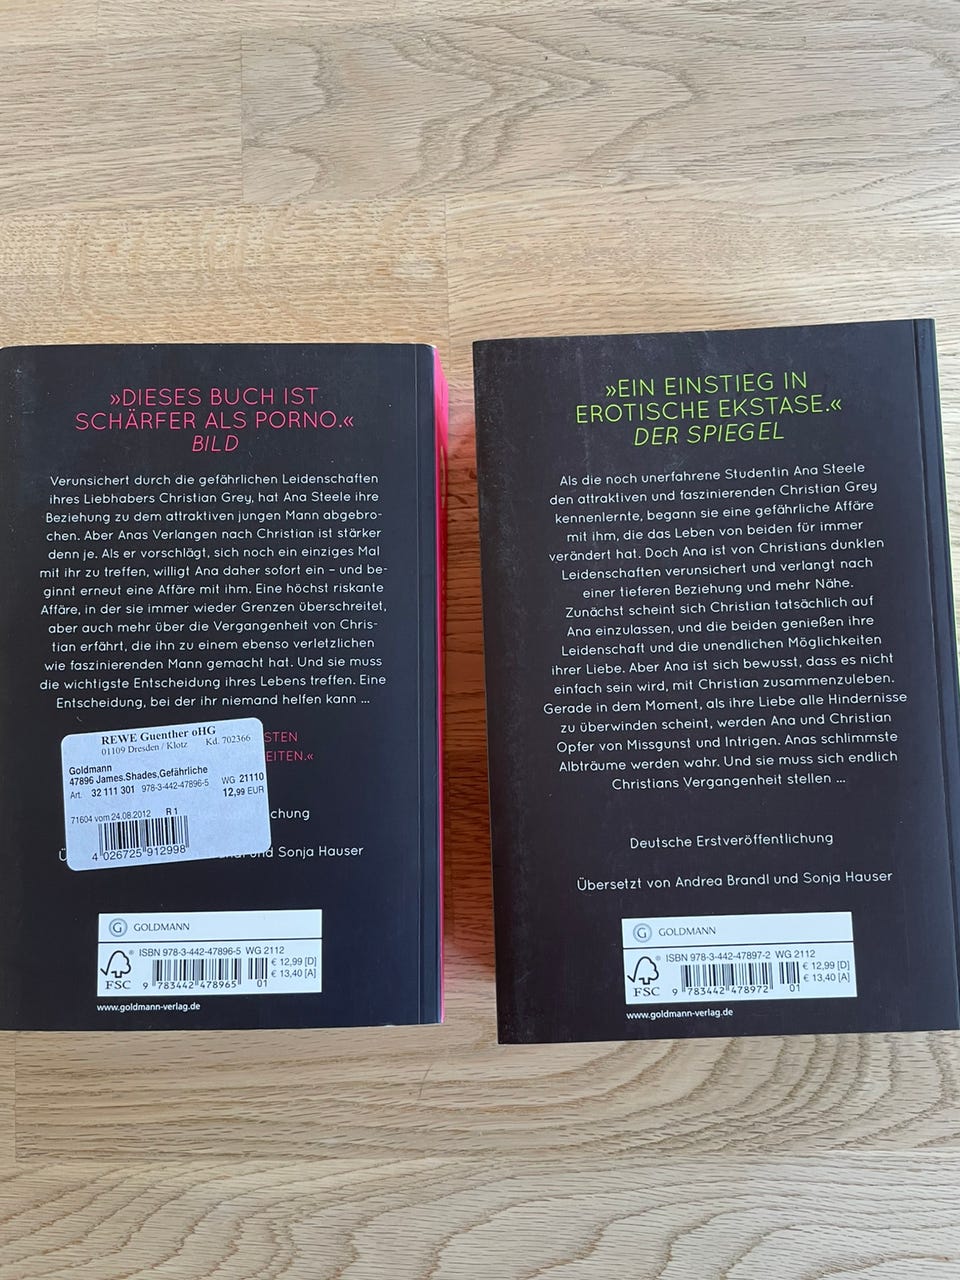 »DIESES BUCH IST
SCHÄRFER ALS PORNO.«
BILD
Verunsichert durch die gefährlichen Leidenschaften
ihres Liebhabers Christian Grey, hat Ana Steele ihre
Beziehung zu dem attraktiven jungen Mann abgebro-
chen. Aber Anas Verlangen nach Christian ist stärker
denn je. Als er vorschlägt, sich noch ein einziges Mal
mit ihr zu treffen, willigt Ana daher sofort ein – und be-
ginnt erneut eine Affäre mit ihm. Eine höchst riskante
Affäre, in der sie immer wieder Grenzen überschreitet,
aber auch mehr über die Vergangenheit von Chris-
tian erfährt, die ihn zu einem ebenso verletzlichen
wie faszinierenden Mann gemacht hat. Und sie muss
die wichtigste Entscheidung ihres Lebens treffen. Eine
Entscheidung, bei der ihr niemand helfen kann ...
STEN
EITEN.«
REWE Guenther oHG
01109 Dresden / Klotz Kd. 702366
Goldmann
47896 James.Shades,Gefährliche
Art. 32 111 301 978-3-442-47896-5 WG 21110
12,99 EUR
71604 vom 24.08.2012 R 1
4 026725 912998
chung
und Sonja Hauser
G GOLDMANN
ISBN 978-3-442-47896-5 WG 2112
€ 12,99 [D]
€ 13,40 [A]
FSC
9 783442 478965 01
www.goldmann-verlag.de
»EIN EINSTIEG IN
EROTISCHE EKSTASE.«
DER SPIEGEL
Als die noch unerfahrene Studentin Ana Steele
den attraktiven und faszinierenden Christian Grey
kennenlernte, begann sie eine gefährliche Affäre
mit ihm, die das Leben von beiden für immer
verändert hat. Doch Ana ist von Christians dunklen
Leidenschaften verunsichert und verlangt nach
einer tieferen Beziehung und mehr Nähe.
Zunächst scheint sich Christian tatsächlich auf
Ana einzulassen, und die beiden genießen ihre
Leidenschaft und die unendlichen Möglichkeiten
ihrer Liebe. Aber Ana ist sich bewusst, dass es nicht
einfach sein wird, mit Christian zusammenzuleben.
Gerade in dem Moment, als ihre Liebe alle Hindernisse
zu überwinden scheint, werden Ana und Christian
Opfer von Missgunst und Intrigen. Anas schlimmste
Albträume werden wahr. Und sie muss sich endlich
Christians Vergangenheit stellen ...
Deutsche Erstveröffentlichung
Übersetzt von Andrea Brandl und Sonja Hauser
G GOLDMANN
ISBN 978-3-442-47897-2 WG 2112
€ 12,99 [D]
€ 13,40 [A]
FSC
9 783442 478972 01
www.goldmann-verlag.de